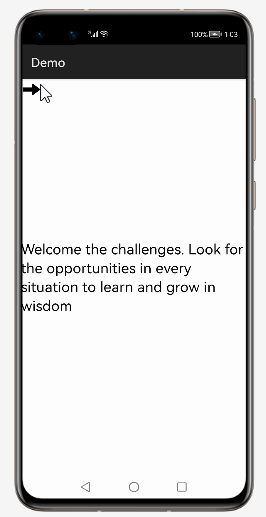 100% 1:03
Demo
Welcome the challenges. Look for
the opportunities in every
situation to learn and grow in
wisdom